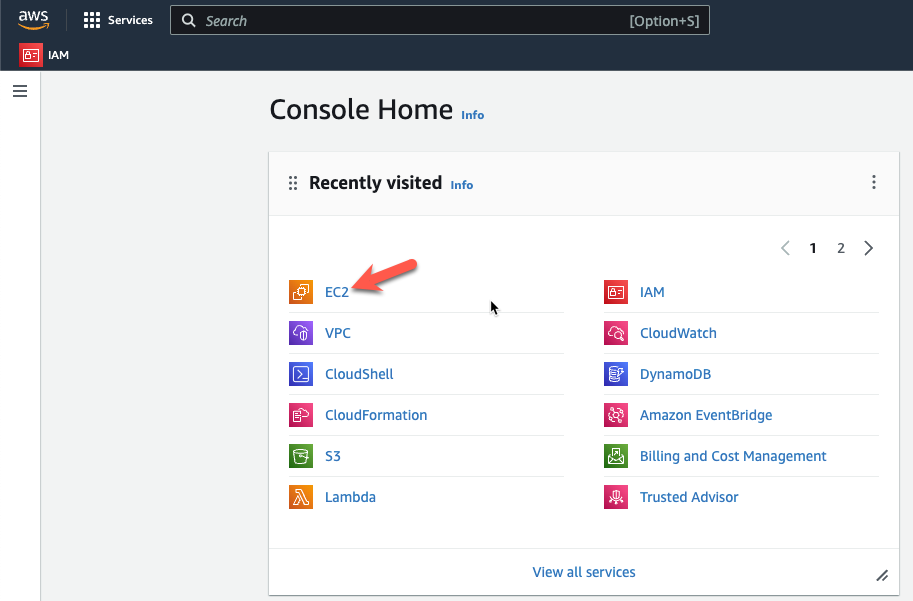 aws
Services
Search
[Option+S]
IAM
Console Home Info
Recently visited Info
1 2
EC2
IAM
VPC
CloudWatch
CloudShell
DynamoDB
CloudFormation
Amazon EventBridge
S3
Billing and Cost Management
Lambda
Trusted Advisor
View all services